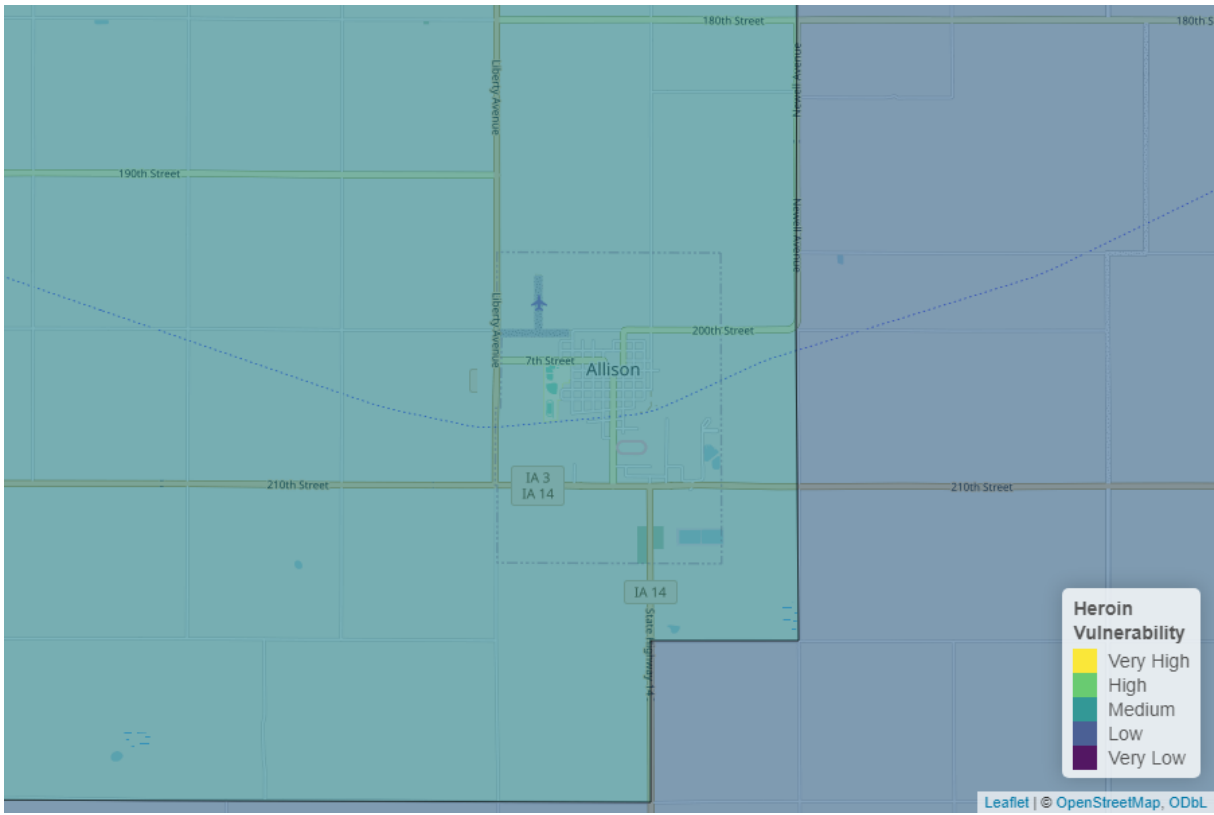 180th Street
180th S
Liberty Avenue
Newell Avenue
190th Street
Newell Avenue
Liberty Avenue
200th Street
7th Street
Allison
210th Street
IA 3
IA 14
210th Street
IA 14
State Highway 14
Heroin
Vulnerability
Very High
High
Medium
Low
Very Low
Leaflet | © OpenStreetMap, ODbL